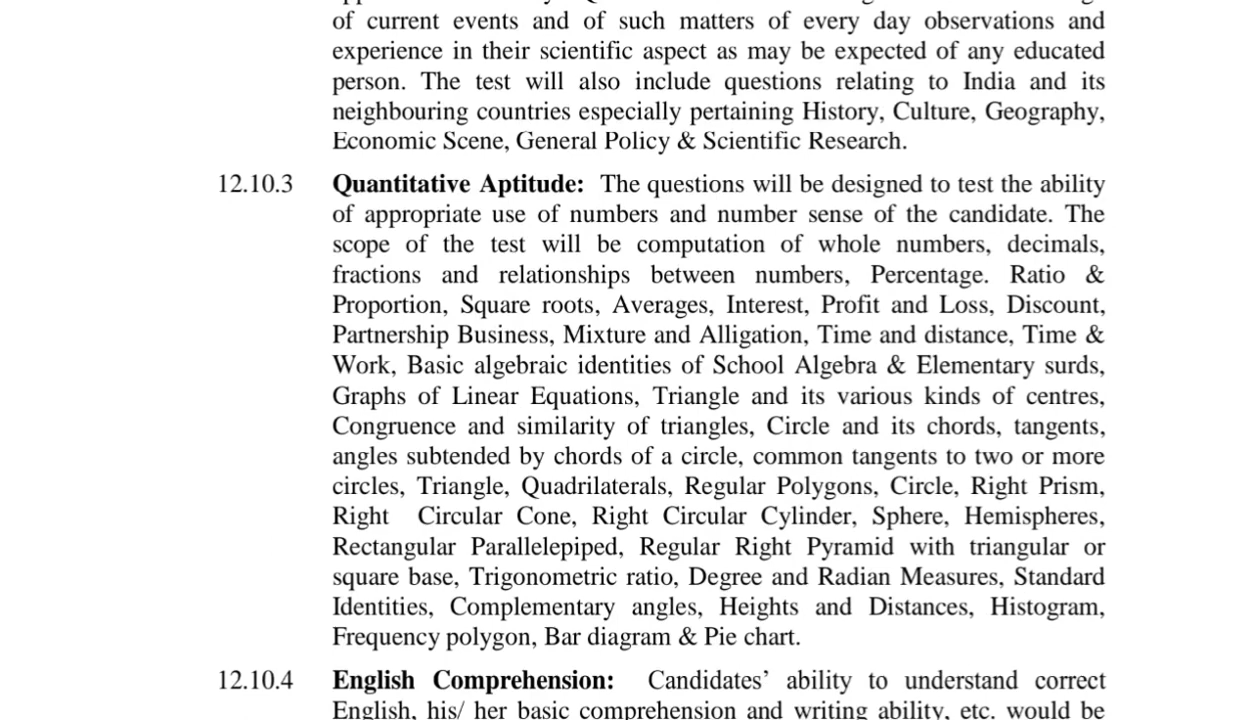 of current events and of such matters of every day observations and
experience in their scientific aspect as may be expected of any educated
person. The test will also include questions relating to India and its
neighbouring countries especially pertaining History, Culture, Geography,
Economic Scene, General Policy & Scientific Research.
12.10.3 Quantitative Aptitude: The questions will be designed to test the ability
of appropriate use of numbers and number sense of the candidate. The
scope of the test will be computation of whole numbers, decimals,
fractions and relationships between numbers, Percentage. Ratio &
Proportion, Square roots, Averages, Interest, Profit and Loss, Discount,
Partnership Business, Mixture and Alligation, Time and distance, Time &
Work, Basic algebraic identities of School Algebra & Elementary surds,
Graphs of Linear Equations, Triangle and its various kinds of centres,
Congruence and similarity of triangles, Circle and its chords, tangents,
angles subtended by chords of a circle, common tangents to two or more
circles, Triangle, Quadrilaterals, Regular Polygons, Circle, Right Prism,
Right Circular Cone, Right Circular Cylinder, Sphere, Hemispheres,
Rectangular Parallelepiped, Regular Right Pyramid with triangular or
square base, Trigonometric ratio, Degree and Radian Measures, Standard
Identities, Complementary angles, Heights and Distances, Histogram,
Frequency polygon, Bar diagram & Pie chart.
12.10.4 English Comprehension: Candidates’ ability to understand correct
English, his/ her basic comprehension and writing ability, etc. would be